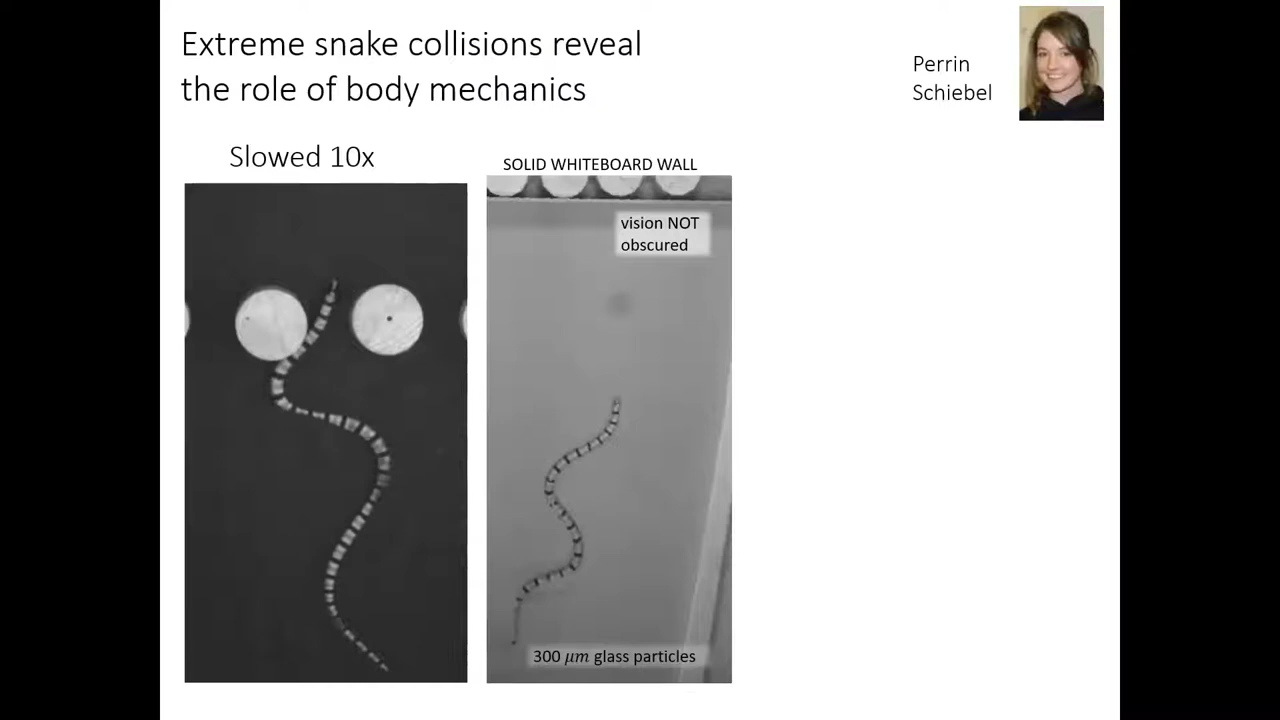 Extreme snake collisions reveal
the role of body mechanics
Perrin
Schiebel
Slowed 10x
SOLID WHITEBOARD WALL
vision NOT
obscured
300 𝜇m glass particles